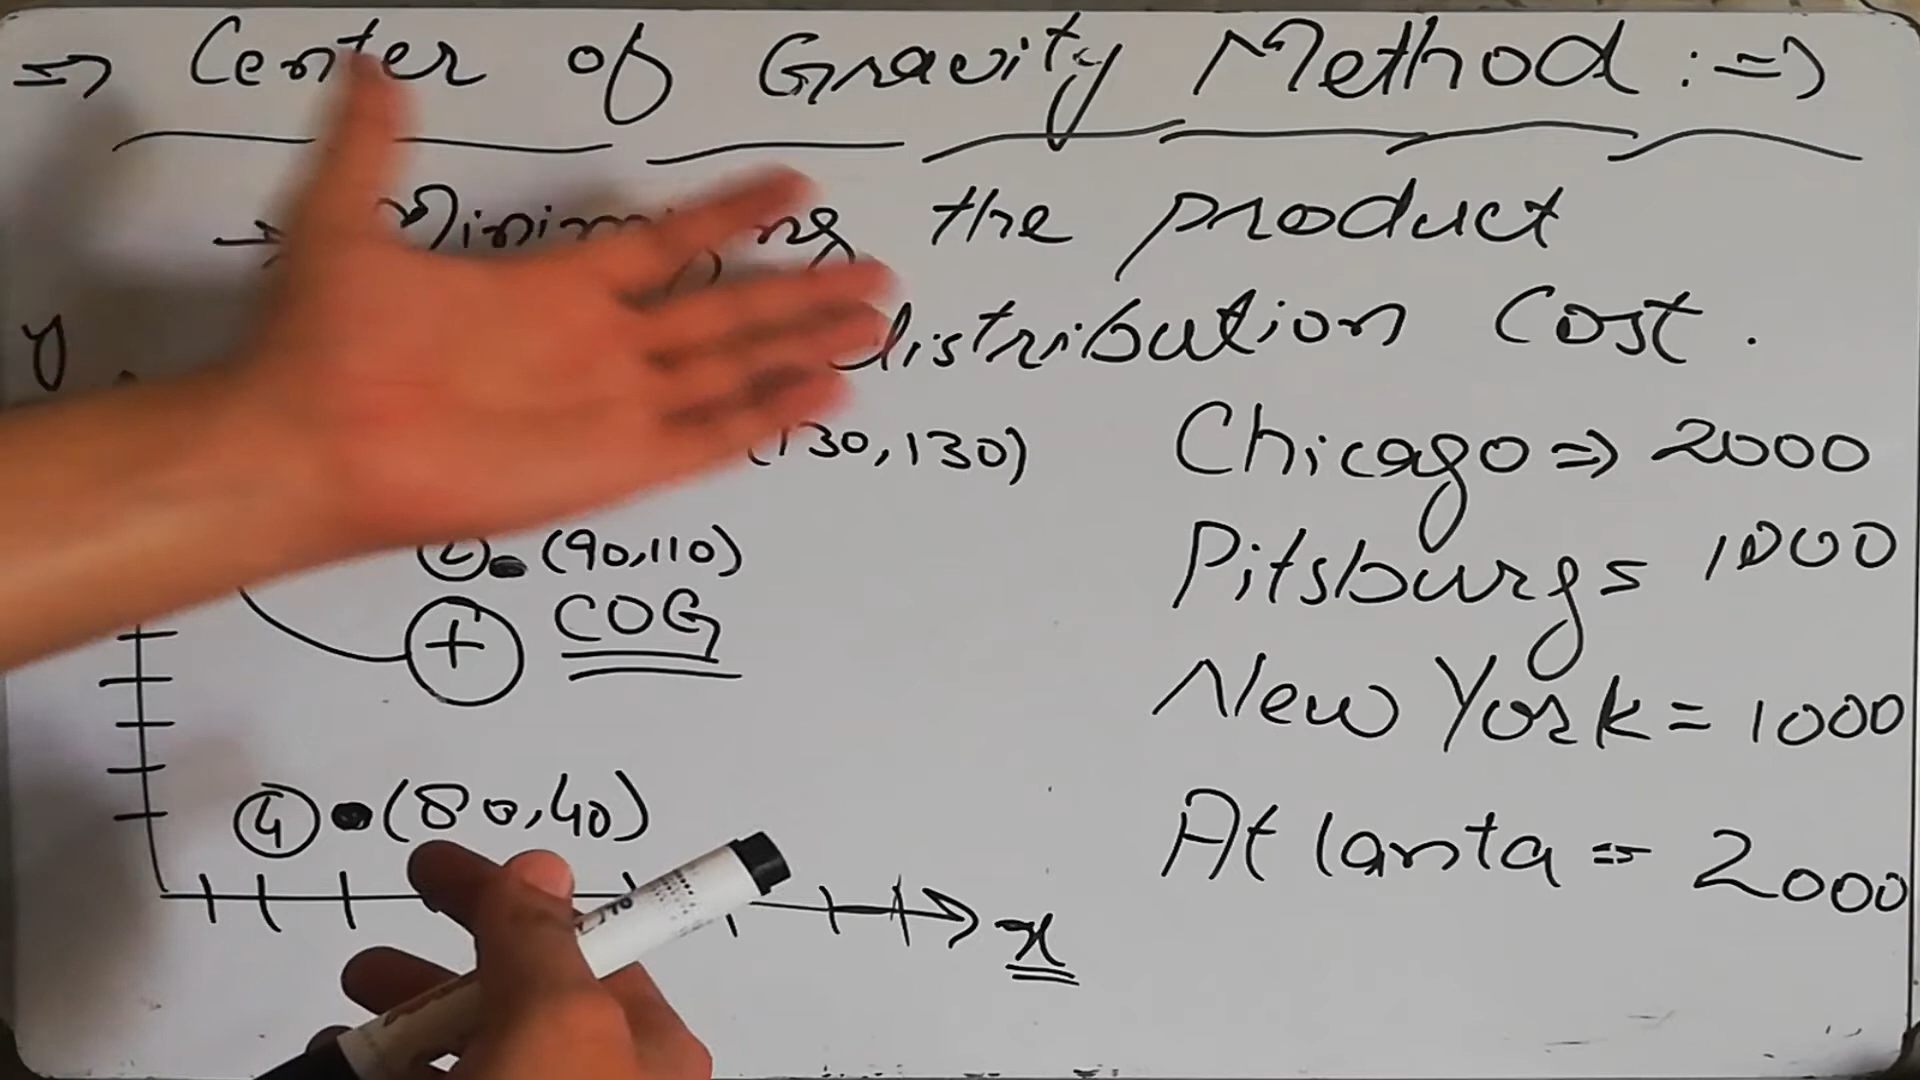 ⇒ Center of Gravity Method :⇒
→ the product
distribution Cost .
y
(130,130)
Chicago ⇒ 2000
(90,110)
Pitsburg = 1000
+ COG
New York = 1000
④ • (80,40)
Atlanta = 2000
x